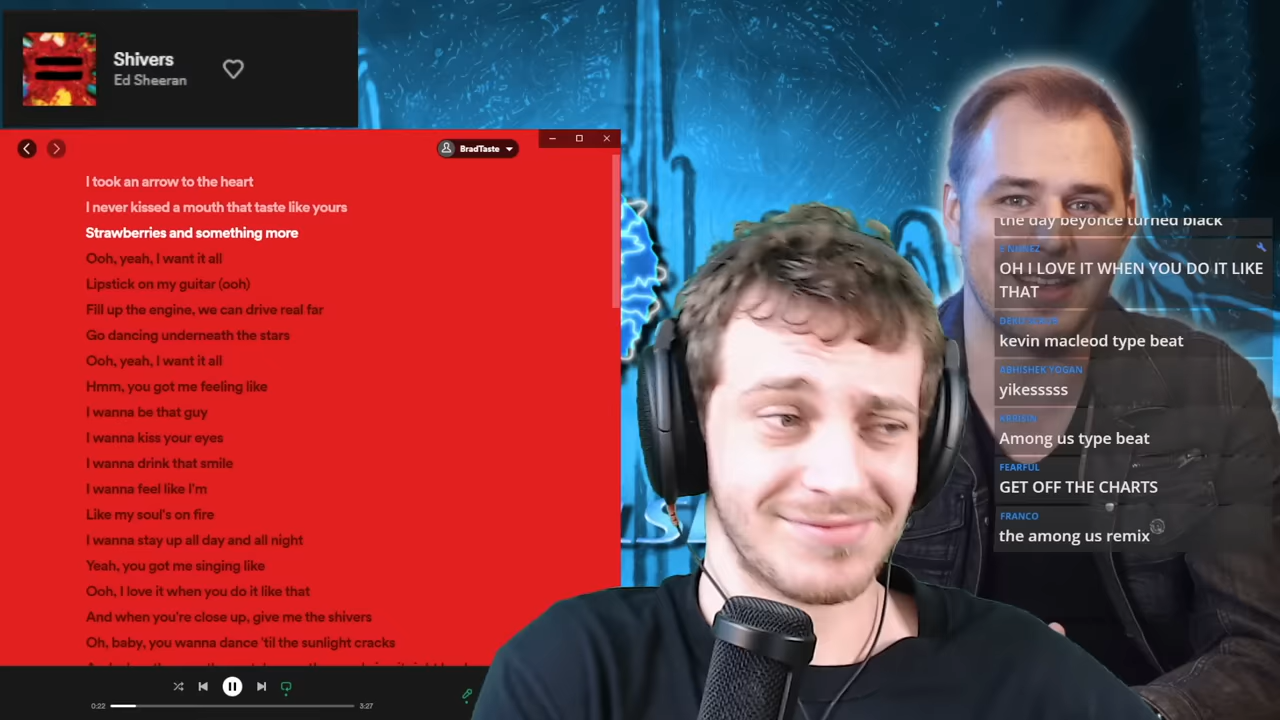 Shivers
Ed Sheeran
BradTaste
I took an arrow to the heart
I never kissed a mouth that taste like yours
Strawberries and something more
Ooh, yeah, I want it all
Lipstick on my guitar (ooh)
Fill up the engine, we can drive real far
Go dancing underneath the stars
Ooh, yeah, I want it all
Hmm, you got me feeling like
I wanna be that guy
I wanna kiss your eyes
I wanna drink that smile
I wanna feel like I'm
Like my soul's on fire
I wanna stay up all day and all night
Yeah, you got me singing like
Ooh, I love it when you do it like that
And when you're close up, give me the shivers
Oh, baby, you wanna dance 'til the sunlight cracks
0:22
3:27
the day beyonce turned black
OH I LOVE IT WHEN YOU DO IT LIKE
THAT
kevin macleod type beat
ABHISHEK YOGAN
yikesssss
Among us type beat
FEARFUL
GET OFF THE CHARTS
FRANCO
the among us remix